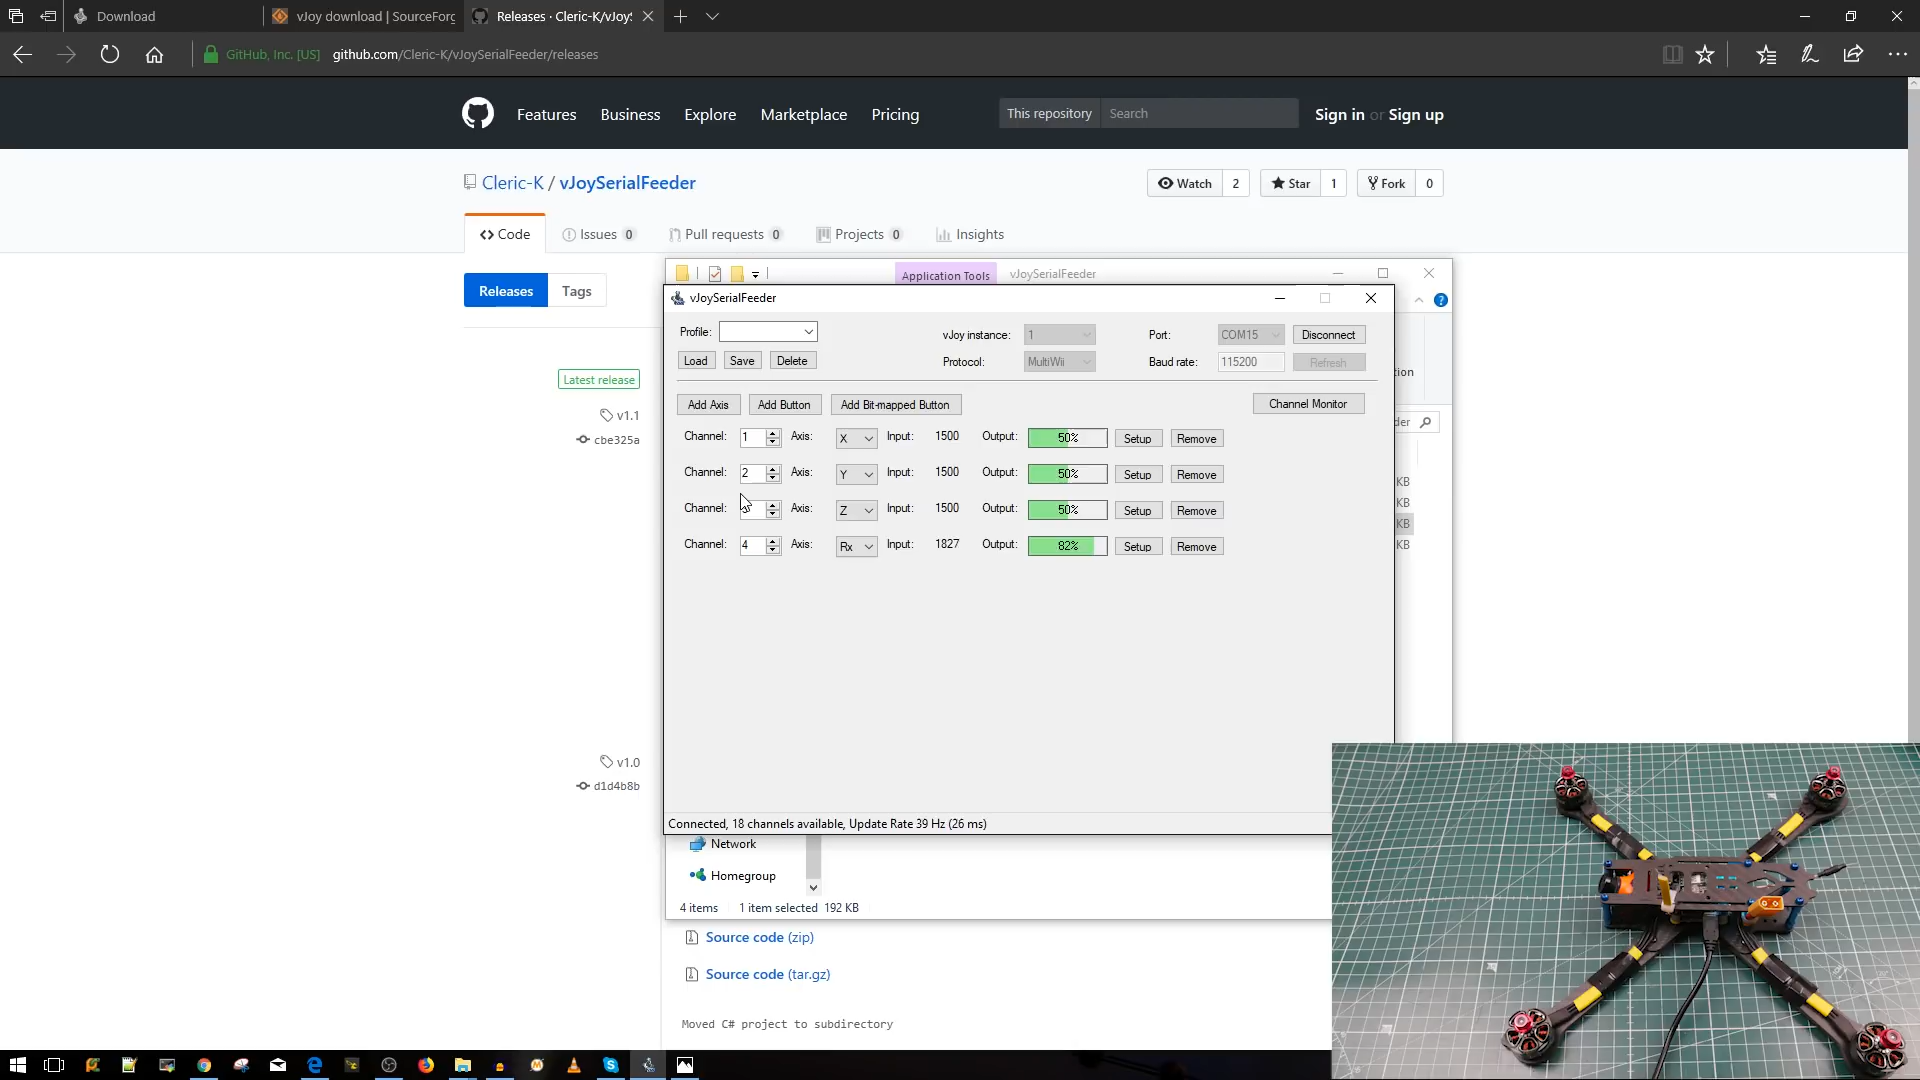 Download
vJoy download | SourceForg
Releases · Cleric-K/vJoyS
GitHub, Inc. [US]
github.com/Cleric-K/vJoySerialFeeder/releases
Features
Business
Explore
Marketplace
Pricing
This repository
Search
Sign in or Sign up
Cleric-K / vJoySerialFeeder
Watch 2
Star 1
Fork 0
Code
Issues 0
Pull requests 0
Projects 0
Insights
Releases
Tags
Application Tools
vJoySerialFeeder
vJoySerialFeeder
Profile:
vJoy instance: 1
Port: COM15
Disconnect
Load
Save
Delete
Protocol: MultiWii
Baud rate: 115200
Refresh
tion
Latest release
Add Axis
Add Button
Add Bit-mapped Button
Channel Monitor
v1.1
der
cbe325a
Channel: 1 Axis: X Input: 1500 Output: 50% Setup Remove
Channel: 2 Axis: Y Input: 1500 Output: 50% Setup Remove
KB
KB
Channel: Axis: Z Input: 1500 Output: 50% Setup Remove
KB
Channel: 4 Axis: Rx Input: 1827 Output: 82% Setup Remove
KB
v1.0
d1d4b8b
Connected, 18 channels available, Update Rate 39 Hz (26 ms)
Network
Homegroup
4 items
1 item selected 192 KB
Source code (zip)
Source code (tar.gz)
Moved C# project to subdirectory